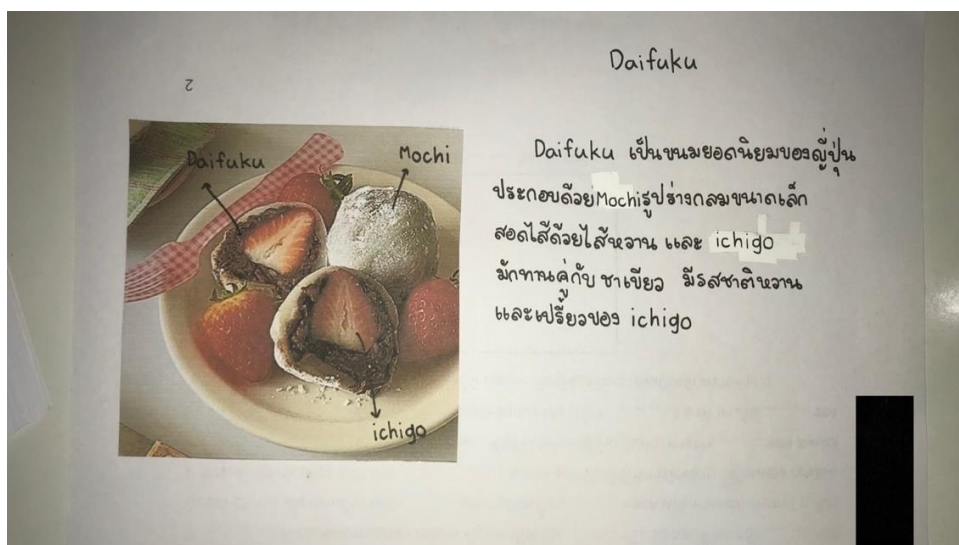 Daifuku
2
Daifuku
Mochi
ichigo
Daifuku เป็นขนมยอดนิยมของญี่ปุ่น
ประกอบด้วยMochiรูปร่างกลมขนาดเล็ก
สอดไส้ด้วยไส้หวาน และ ichigo
มักทานคู่กับ ชาเขียว มีรสชาติหวาน
และเปรี้ยวของ ichigo